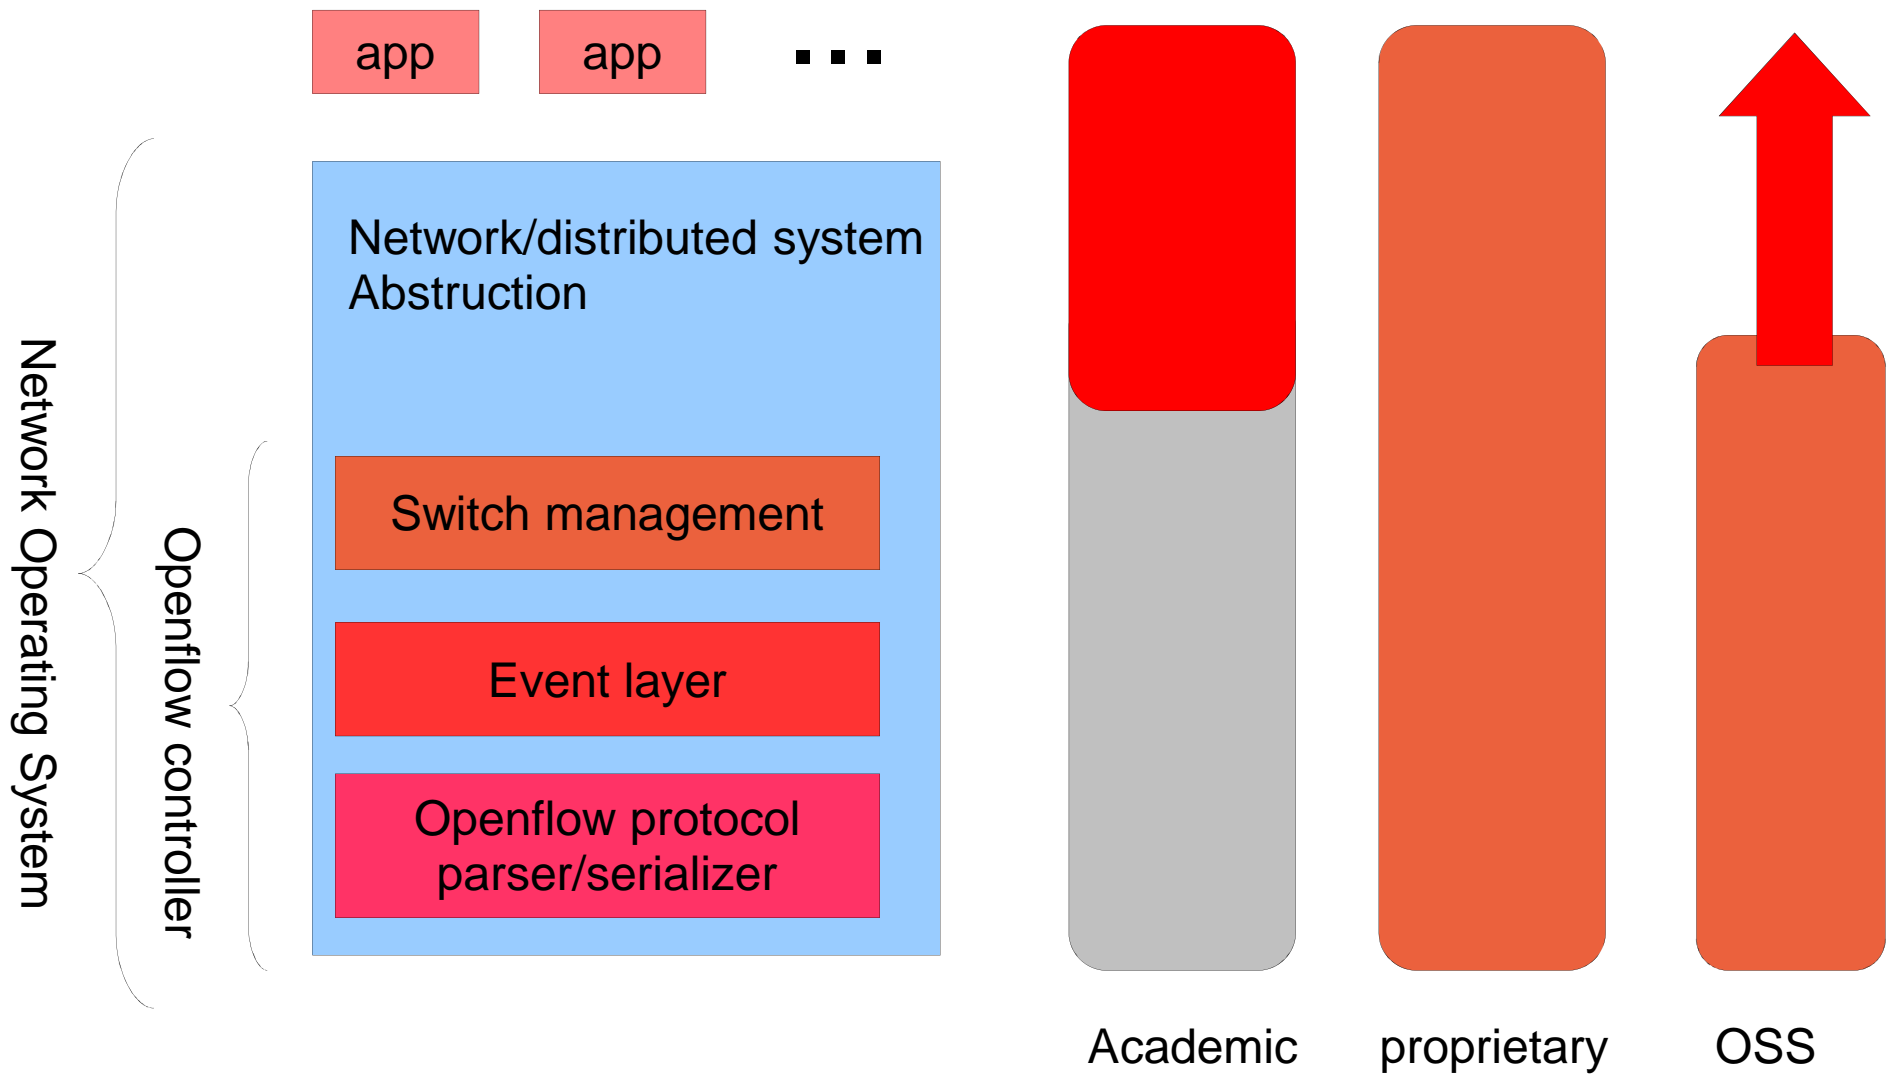 app
app
Network/distributed system
Abstruction
Switch management
Event layer
Openflow protocol
parser/serializer
Network Operating System
Openflow controller
Academic
proprietary
OSS